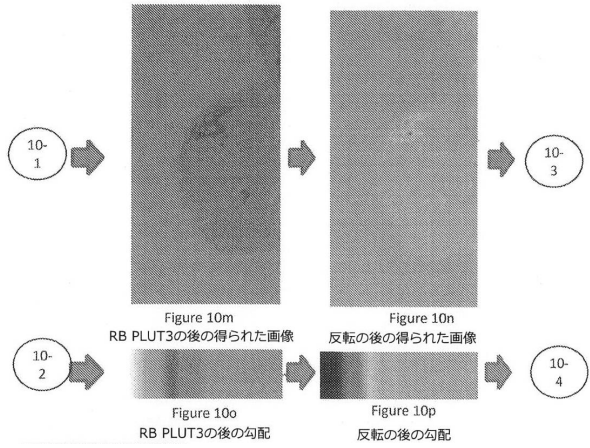 10-
1
10-
3
Figure 10m
RB PLUT3の後の得られた画像
Figure 10n
反転の後の得られた画像
10-
2
10-
4
Figure 10o
RB PLUT3の後の勾配
Figure 10p
反転の後の勾配